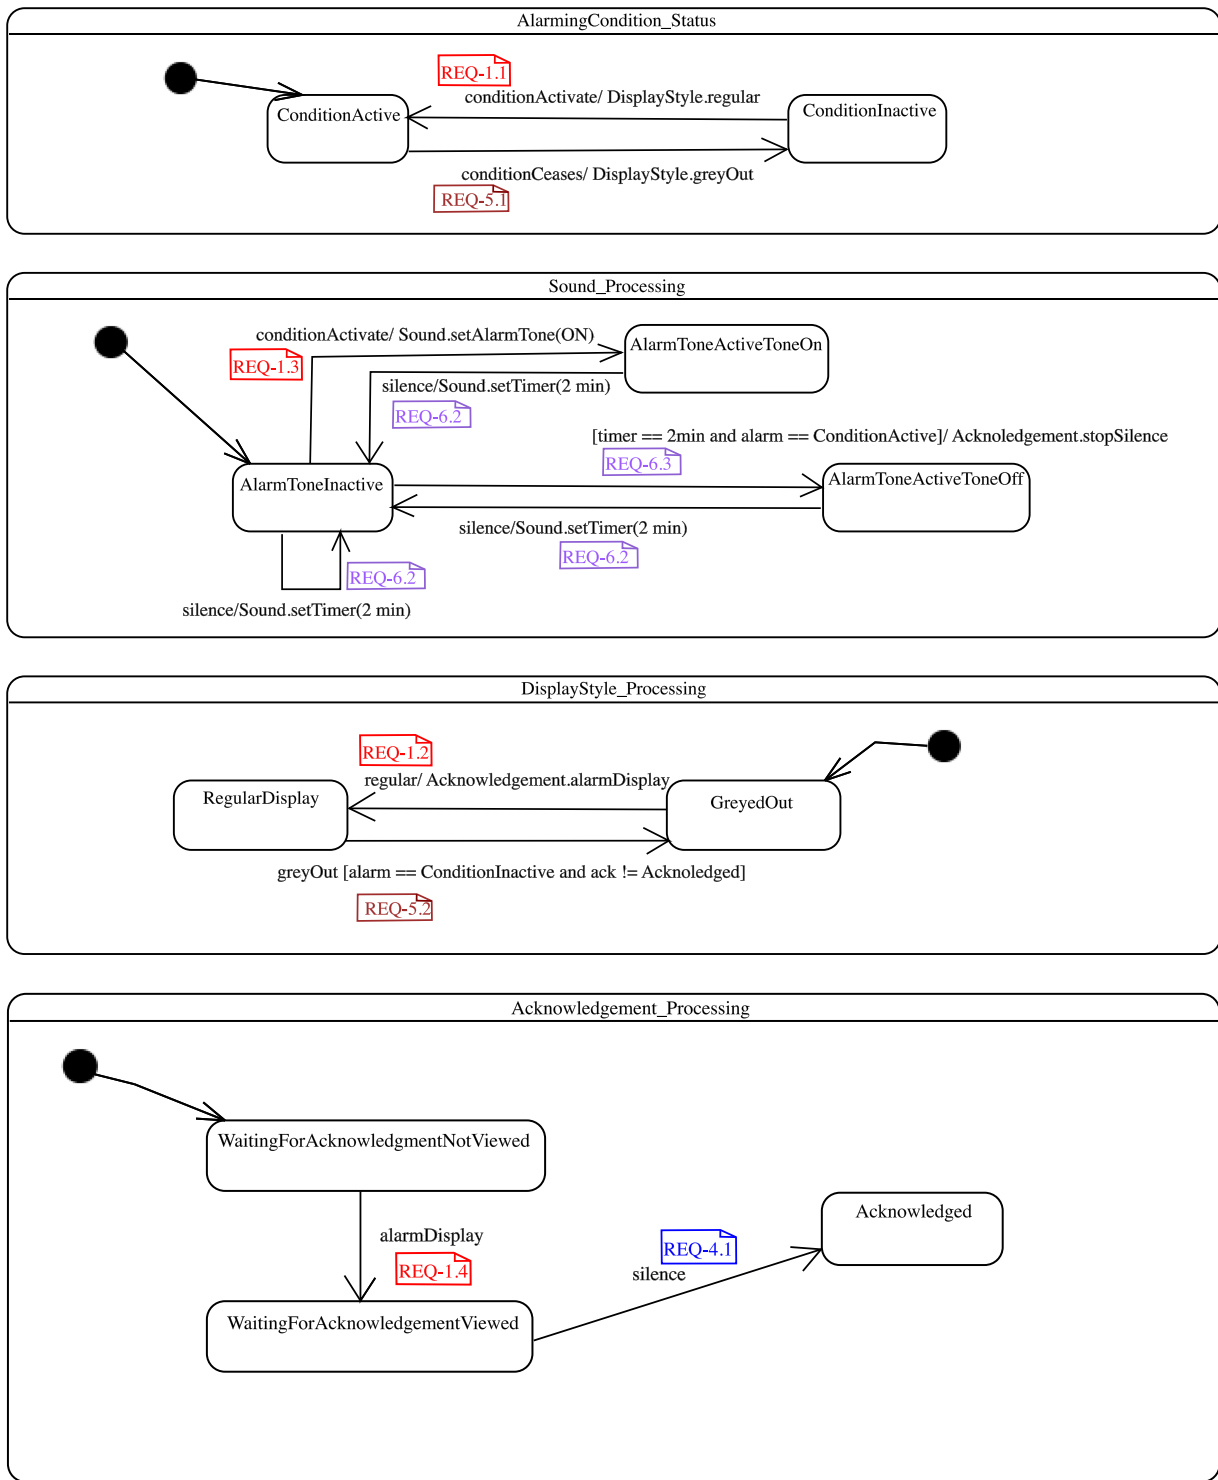 AlarmingCondition_Status
REQ-1.1
conditionActivate/ DisplayStyle.regular
ConditionActive
ConditionInactive
conditionCeases/ DisplayStyle.greyOut
REQ-5.1
Sound_Processing
conditionActivate/ Sound.setAlarmTone(ON)
AlarmToneActiveToneOn
REQ-1.3
silence/Sound.setTimer(2 min)
REQ-6.2
[timer == 2min and alarm == ConditionActive]/ Acknoledgement.stopSilence
REQ-6.3
AlarmToneInactive
AlarmToneActiveToneOff
silence/Sound.setTimer(2 min)
REQ-6.2
REQ-6.2
silence/Sound.setTimer(2 min)
DisplayStyle_Processing
REQ-1.2
regular/ Acknowledgement.alarmDisplay
RegularDisplay
GreyedOut
greyOut [alarm == ConditionInactive and ack != Acknoledged]
REQ-5.2
Acknowledgement_Processing
WaitingForAcknowledgmentNotViewed
Acknowledged
alarmDisplay
REQ-4.1
REQ-1.4
silence
WaitingForAcknowledgementViewed